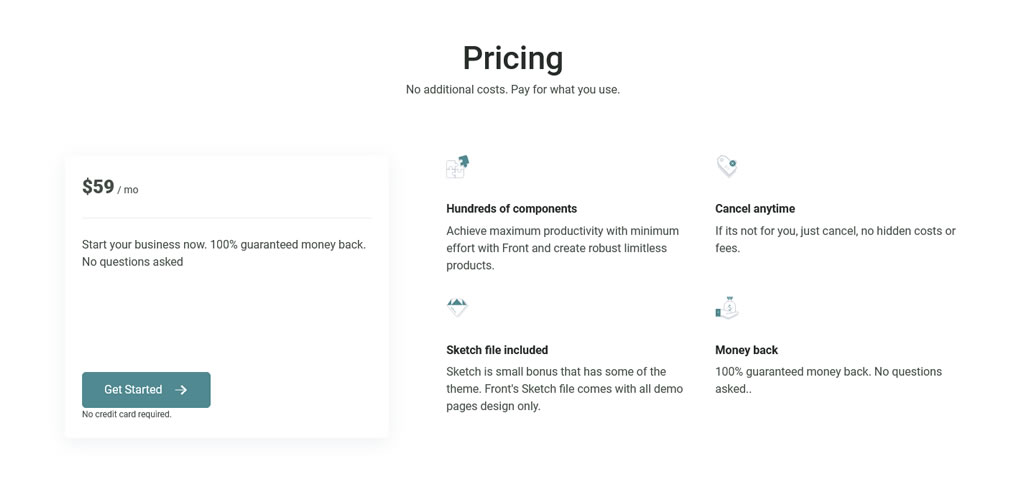 Pricing
No additional costs. Pay for what you use.
$59 / mo
Start your business now. 100% guaranteed money back.
No questions asked
Get Started
No credit card required.
Hundreds of components
Achieve maximum productivity with minimum
effort with Front and create robust limitless
products.
Cancel anytime
If its not for you, just cancel, no hidden costs or
fees.
Sketch file included
Sketch is small bonus that has some of the
theme. Front's Sketch file comes with all demo
pages design only.
Money back
100% guaranteed money back. No questions
asked..